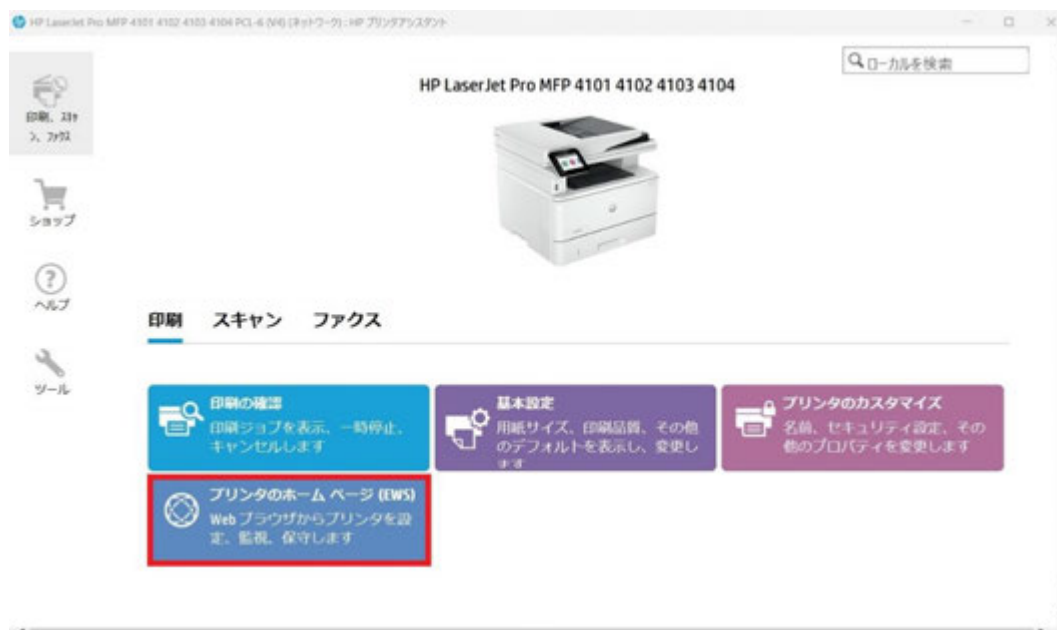 HP LaserJet Pro MFP 4101 4102 4103 4104 PCL-6 (V4) (ネットワーク) : HP プリンタアシスタント
ローカルを検索
HP LaserJet Pro MFP 4101 4102 4103 4104
印刷、スキャ
ン、ファクス
ショップ
ヘルプ
ツール
印刷 スキャン ファクス
印刷の確認
印刷ジョブを表示、一時停止、
キャンセルします
基本設定
用紙サイズ、印刷品質、その他
のデフォルトを表示し、変更し
ます
プリンタのカスタマイズ
名前、セキュリティ設定、その
他のプロパティを変更します
プリンタのホーム ページ (EWS)
Web ブラウザからプリンタを設
定、監視、保守します